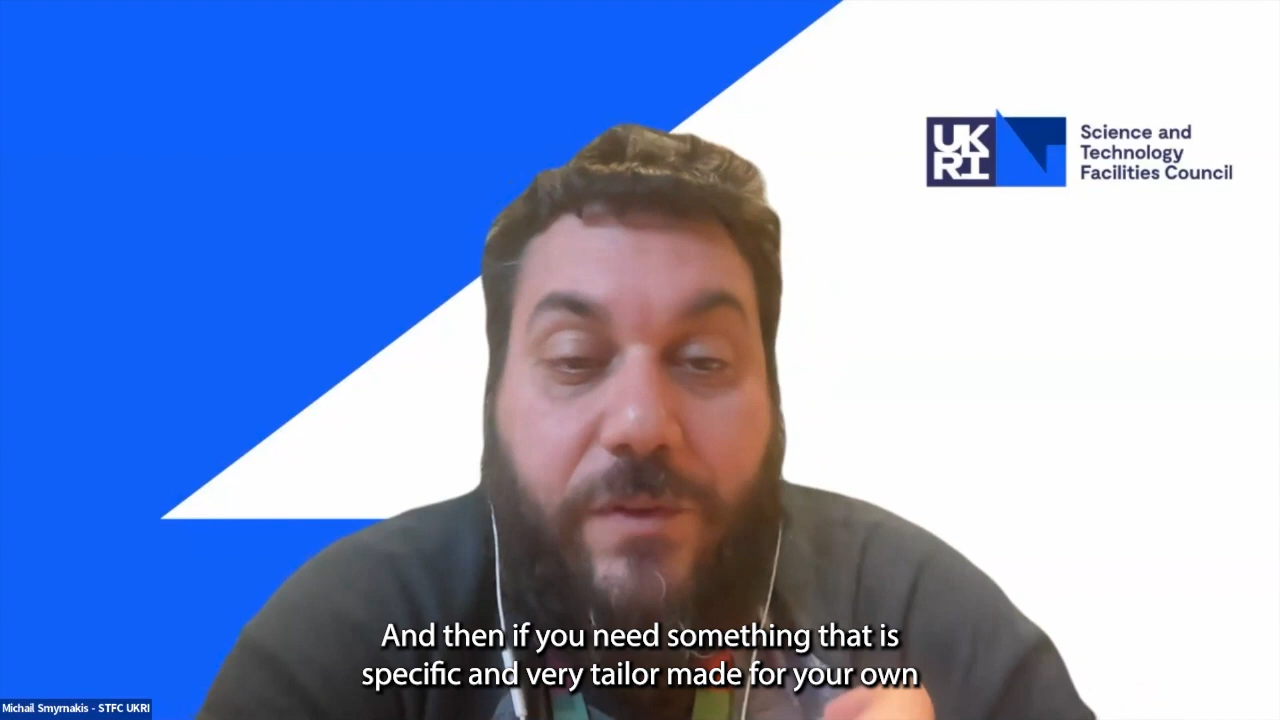 UK
RI
Science and
Technology
Facilities Council
And then if you need something that is
specific and very tailor made for your own
Michail Smyrnakis - STFC UKRI